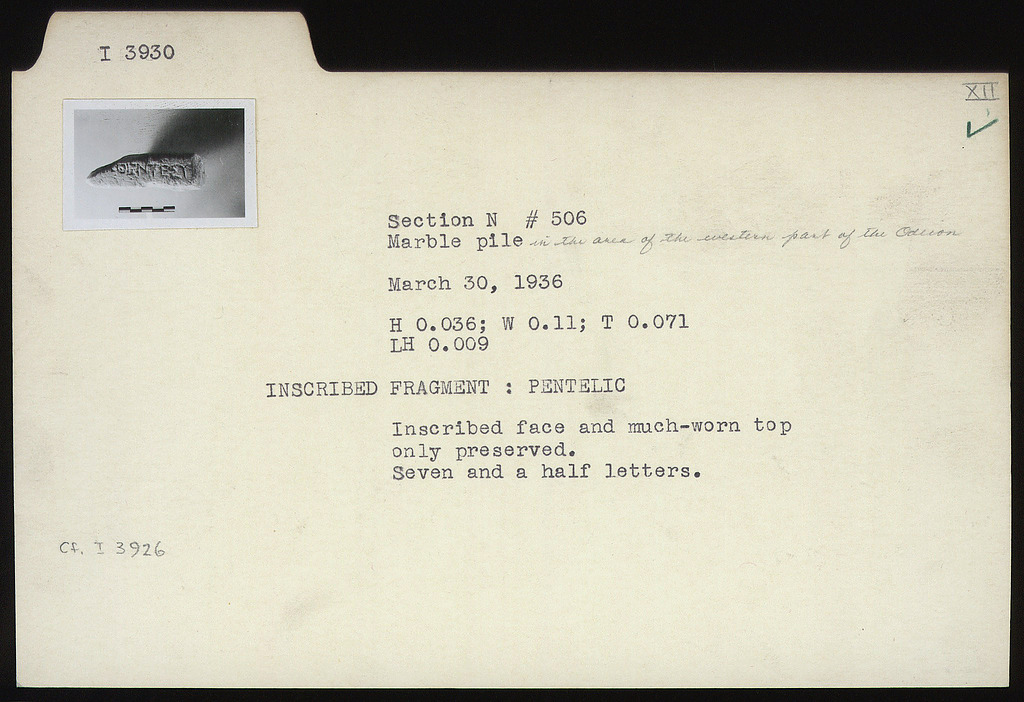 I 3930
XII
Section N # 506
Marble pile in the area of the western part of the Odeion
March 30, 1936
H 0.036; W 0.11; T 0.071
LH 0.009
INSCRIBED FRAGMENT : PENTELIC
Inscribed face and much-worn top
only preserved.
Seven and a half letters.
Cf. I 3926